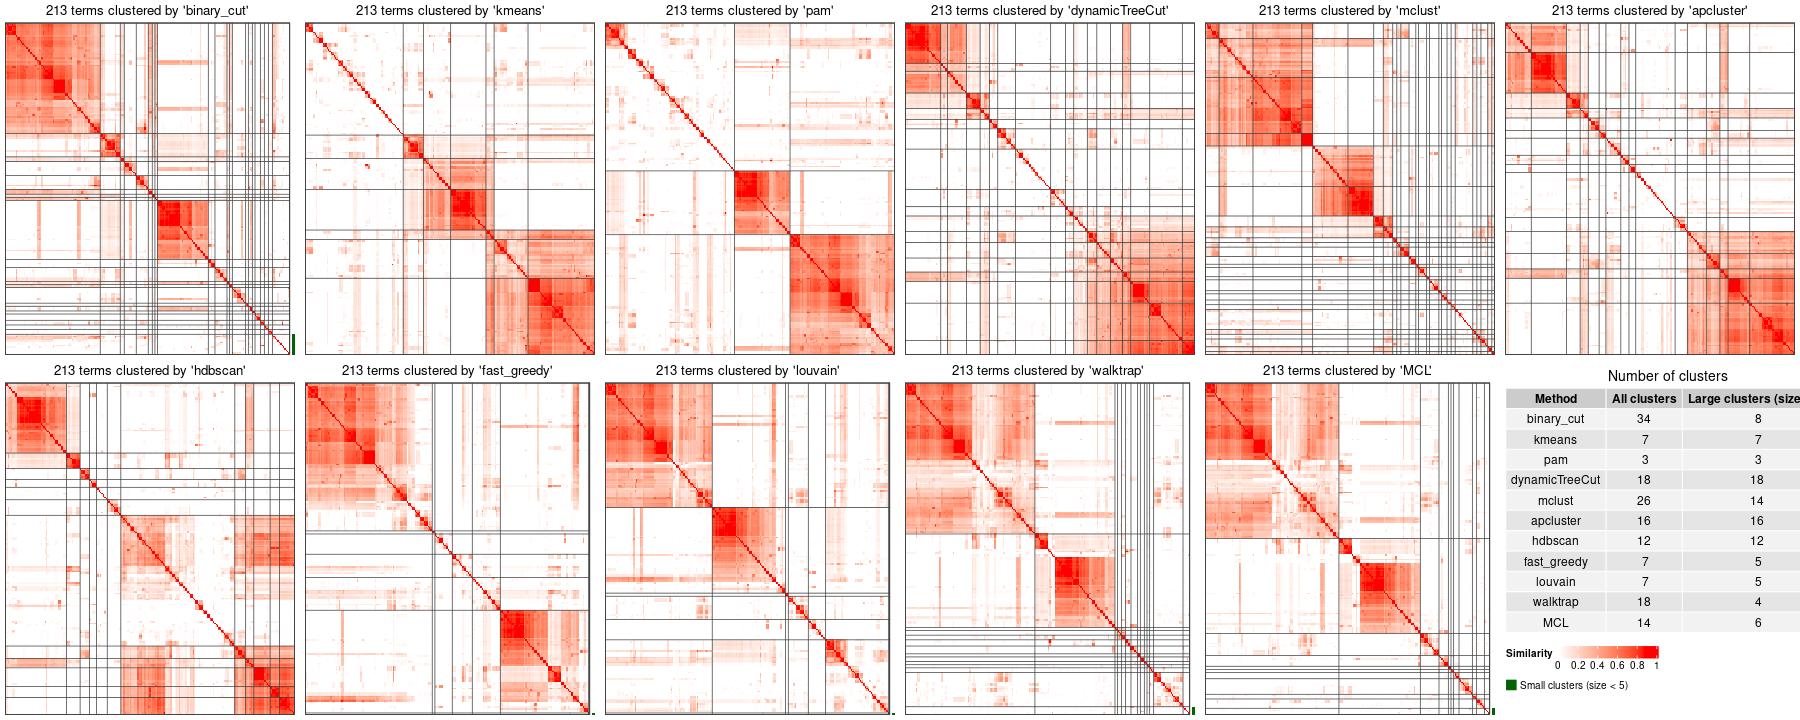 213 terms clustered by 'binary_cut'
213 terms clustered by 'kmeans'
213 terms clustered by 'pam'
213 terms clustered by 'dynamicTreeCut'
213 terms clustered by 'mclust'
213 terms clustered by 'apcluster'
213 terms clustered by 'hdbscan'
213 terms clustered by 'fast_greedy'
213 terms clustered by 'louvain'
213 terms clustered by 'walktrap'
213 terms clustered by 'MCL'
Number of clusters
Method All clusters Large clusters (size
binary_cut 34 8
kmeans 7 7
pam 3 3
dynamicTreeCut 18 18
mclust 26 14
apcluster 16 16
hdbscan 12 12
fast_greedy 7 5
louvain 7 5
walktrap 18 4
MCL 14 6
Similarity
0 0.2 0.4 0.6 0.8 1
Small clusters (size < 5)